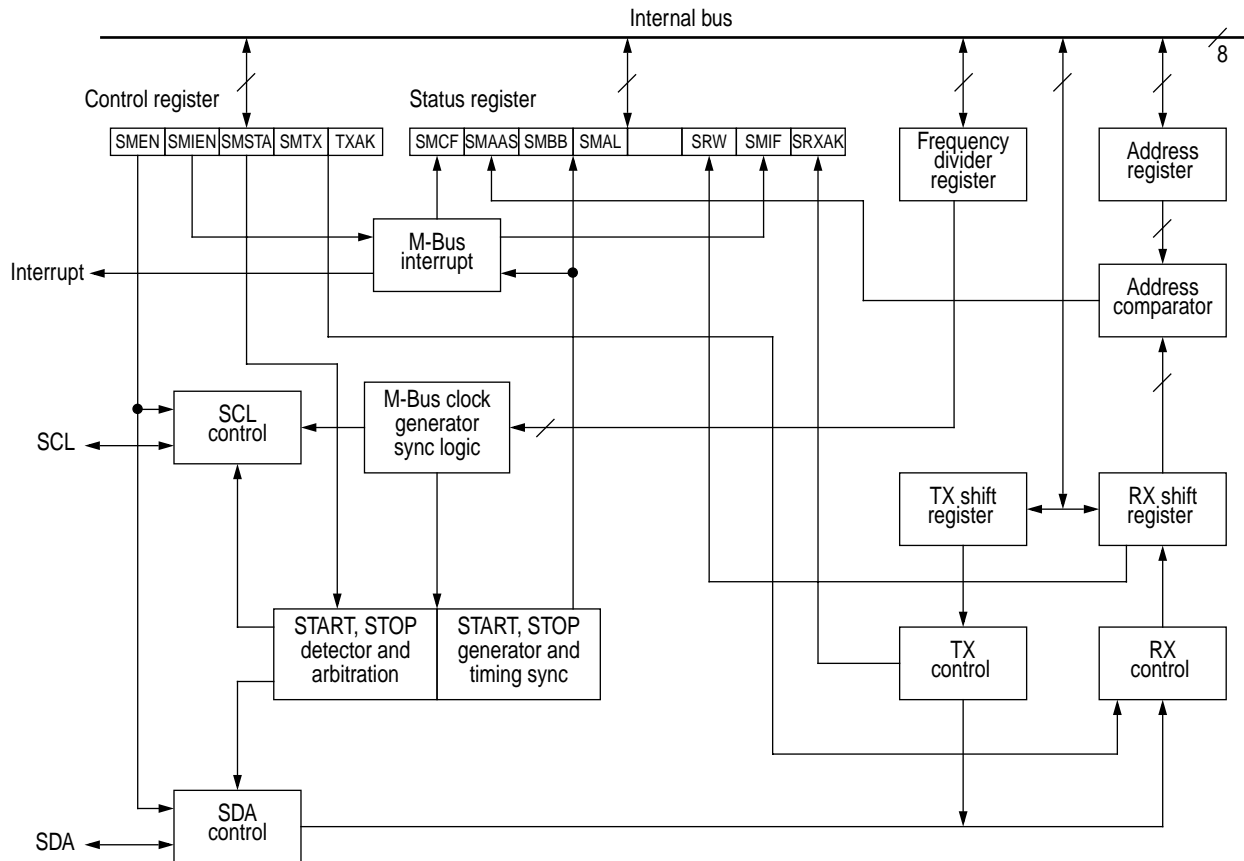 Internal bus
8
Control register
Status register
SMEN SMIEN SMSTA SMTX TXAK
SMCF SMAAS SMBB SMAL SRW SMIF SRXAK
Frequency
divider
register
Address
register
M-Bus
interrupt
Interrupt
Address
comparator
SCL
control
M-Bus clock
generator
sync logic
SCL
TX shift
register
RX shift
register
START, STOP
detector and
arbitration
START, STOP
generator and
timing sync
TX
control
RX
control
SDA
control
SDA